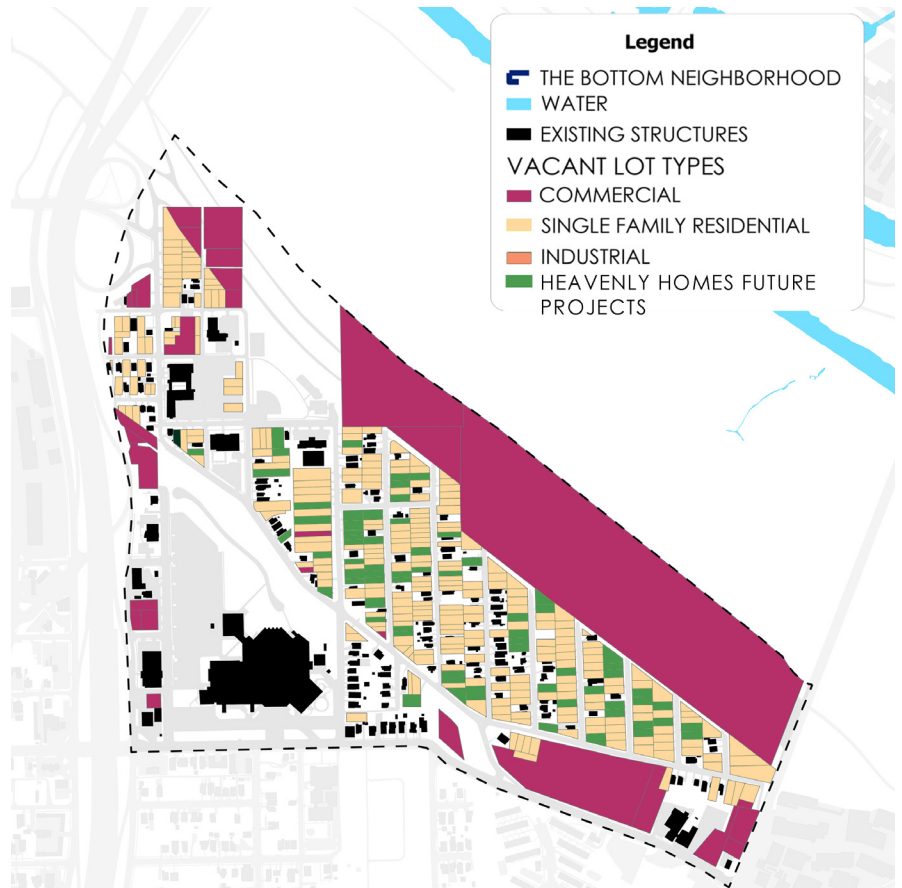 Legend
THE BOTTOM NEIGHBORHOOD
WATER
EXISTING STRUCTURES
VACANT LOT TYPES
COMMERCIAL
SINGLE FAMILY RESIDENTIAL
INDUSTRIAL
HEAVENLY HOMES FUTURE
PROJECTS